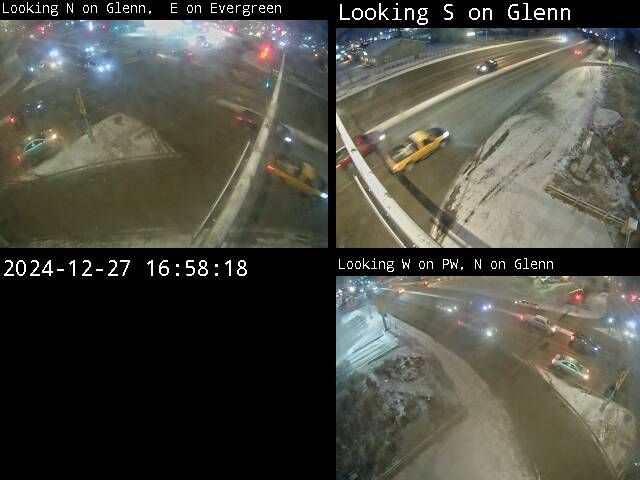 Looking N on Glenn,  E on Evergreen
Looking S on Glenn
2024-12-27 16:58:18
Looking W on PW, N on Glenn